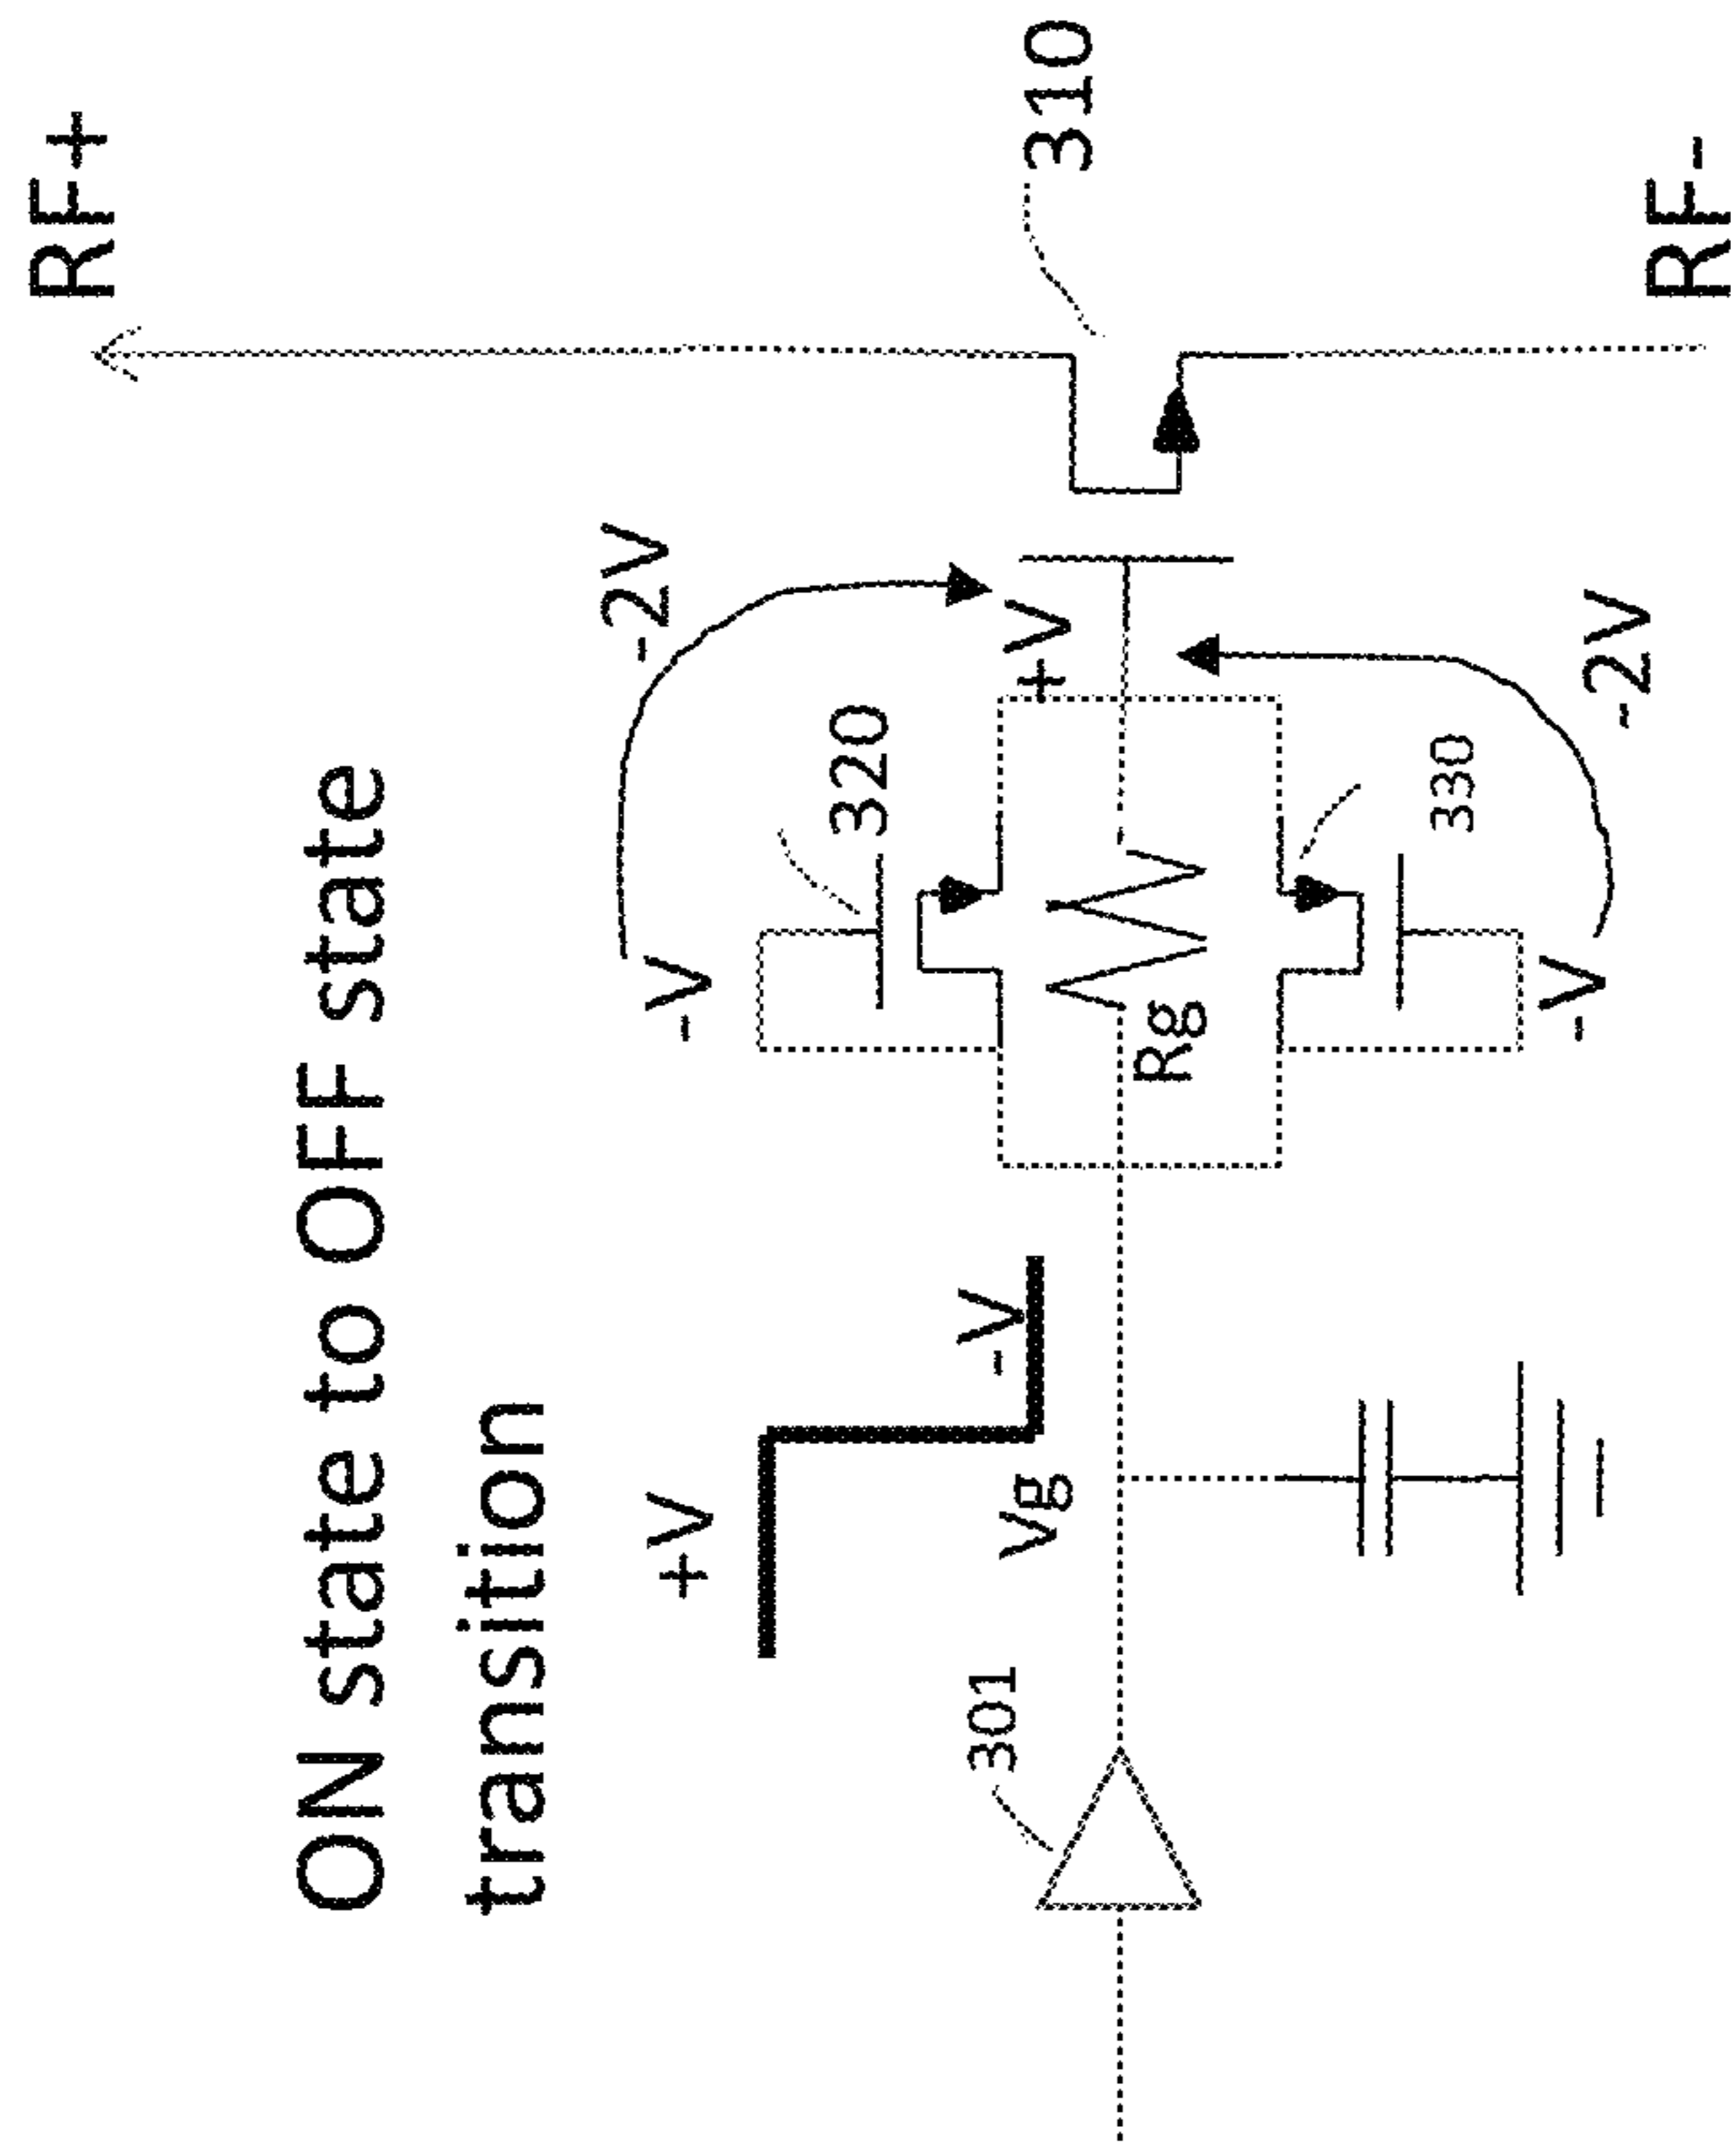 ON state to OFF state
transition
RF+
RF-
310
-2V
-2V
+V
320
330
-V
-V
Rg
+V
-V
Vg
301